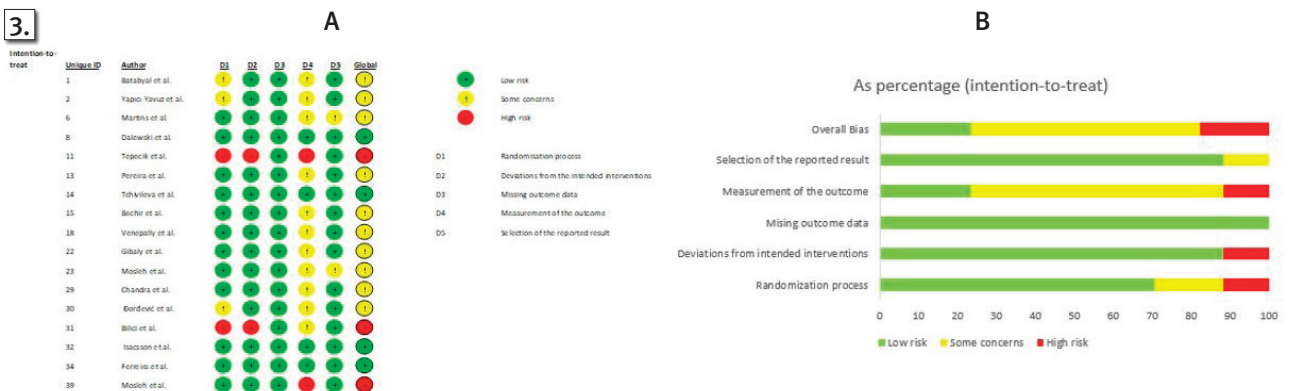 3.
A
B
Intention-to-
treat
Unique ID Author D1 D2 D3 D4 D5 Global
1 Batabyal et al.
2 Yapıcı Yavuz et al.
6 Martins et al.
8 Dalewski et al.
11 Tepecik et al.
13 Pereira et al.
14 Tchivileva et al.
15 Bechir et al.
18 Venepally et al.
22 Gibaly et al.
23 Mosleh et al.
29 Chandra et al.
30 Đorđević et al.
31 Bilici et al.
32 Isacsson et al.
34 Ferreira et al.
39 Mosleh et al.
Low risk
Some concerns
High risk
D1 Randomisation process
D2 Deviations from the intended interventions
D3 Missing outcome data
D4 Measurement of the outcome
D5 Selection of the reported result
As percentage (intention-to-treat)
Overall Bias
Selection of the reported result
Measurement of the outcome
Mising outcome data
Deviations from intended interventions
Randomization process
0 10 20 30 40 50 60 70 80 90 100
Low risk Some concerns High risk